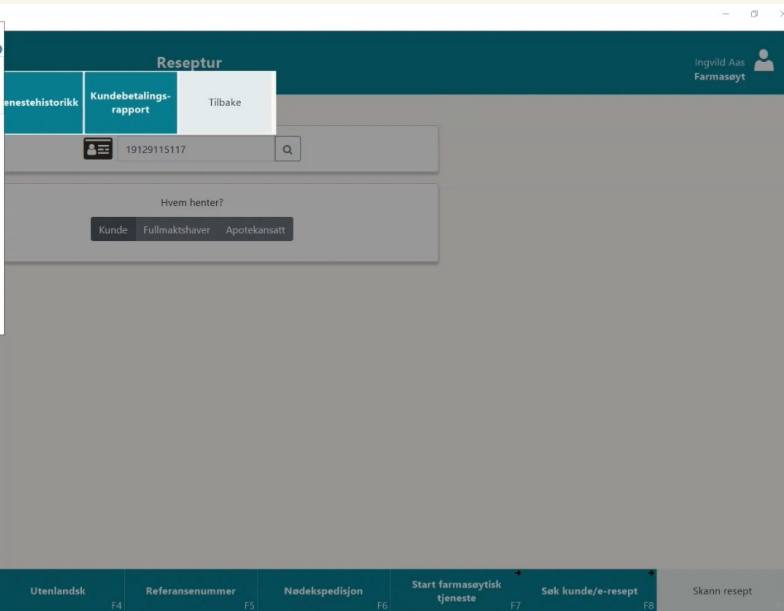 Reseptur
Ingvild Aas
Farmasøyt
enestehistorikk
Kundebetalings-
rapport
Tilbake
19129115117
Hvem henter?
Kunde Fullmaktshaver Apotekansatt
Utenlandsk
F4
Referansenummer
F5
Nødekspedisjon
F6
Start farmasøytisk
tjeneste
F7
Søk kunde/e-resept
F8
Skann resept